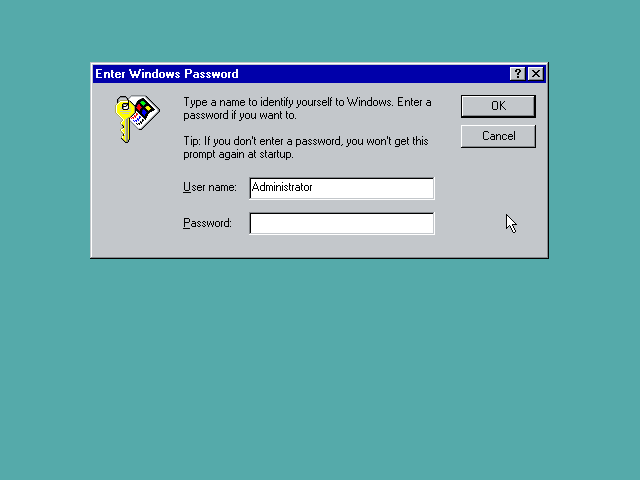 Enter Windows Password
Type a name to identify yourself to Windows. Enter a
password if you want to.
Tip: If you don't enter a password, you won't get this
prompt again at startup.
User name: Administrator
Password:
OK
Cancel